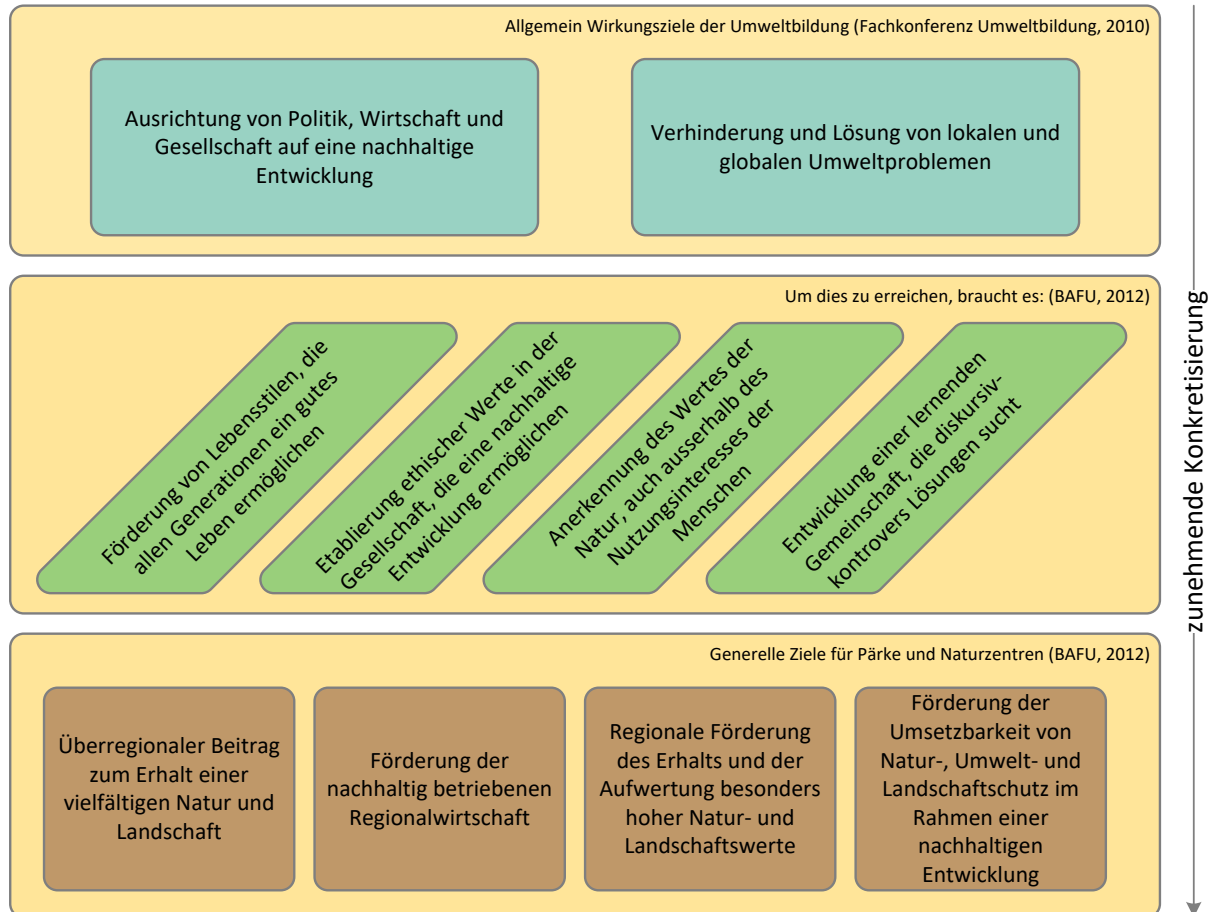 Allgemein Wirkungsziele der Umweltbildung (Fachkonferenz Umweltbildung, 2010)
Ausrichtung von Politik, Wirtschaft und
Gesellschaft auf eine nachhaltige
Entwicklung
Verhinderung und Lösung von lokalen und
globalen Umweltproblemen
Um dies zu erreichen, braucht es: (BAFU, 2012)
Förderung von Lebensstilen, die
allen Generationen ein gutes
Leben ermöglichen
Etablierung ethischer Werte in der
Gesellschaft, die eine nachhaltige
Entwicklung ermöglichen
Anerkennung des Wertes der
Natur, auch ausserhalb des
Nutzungsinteresses der
Menschen
Entwicklung einer lernenden
Gemeinschaft, die diskursiv-
kontrovers Lösungen sucht
Generelle Ziele für Pärke und Naturzentren (BAFU, 2012)
Überregionaler Beitrag
zum Erhalt einer
vielfältigen Natur und
Landschaft
Förderung der
nachhaltig betriebenen
Regionalwirtschaft
Regionale Förderung
des Erhalts und der
Aufwertung besonders
hoher Natur- und
Landschaftswerte
Förderung der
Umsetzbarkeit von
Natur-, Umwelt- und
Landschaftschutz im
Rahmen einer
nachhaltigen
Entwicklung
zunehmende Konkretisierung